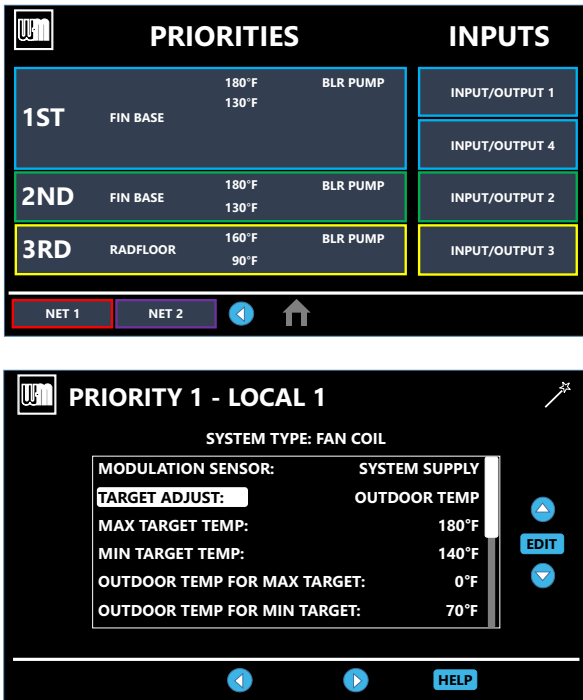 WM PRIORITIES INPUTS
180°F BLR PUMP INPUT/OUTPUT 1
130°F
1ST FIN BASE
INPUT/OUTPUT 4
180°F BLR PUMP
2ND FIN BASE INPUT/OUTPUT 2
130°F
160°F BLR PUMP
3RD RADFLOOR INPUT/OUTPUT 3
90°F
NET 1 NET 2
WM PRIORITY 1 - LOCAL 1
SYSTEM TYPE: FAN COIL
MODULATION SENSOR: SYSTEM SUPPLY
TARGET ADJUST: OUTDOOR TEMP
MAX TARGET TEMP: 180°F
MIN TARGET TEMP: 140°F
EDIT
OUTDOOR TEMP FOR MAX TARGET: 0°F
OUTDOOR TEMP FOR MIN TARGET: 70°F
HELP